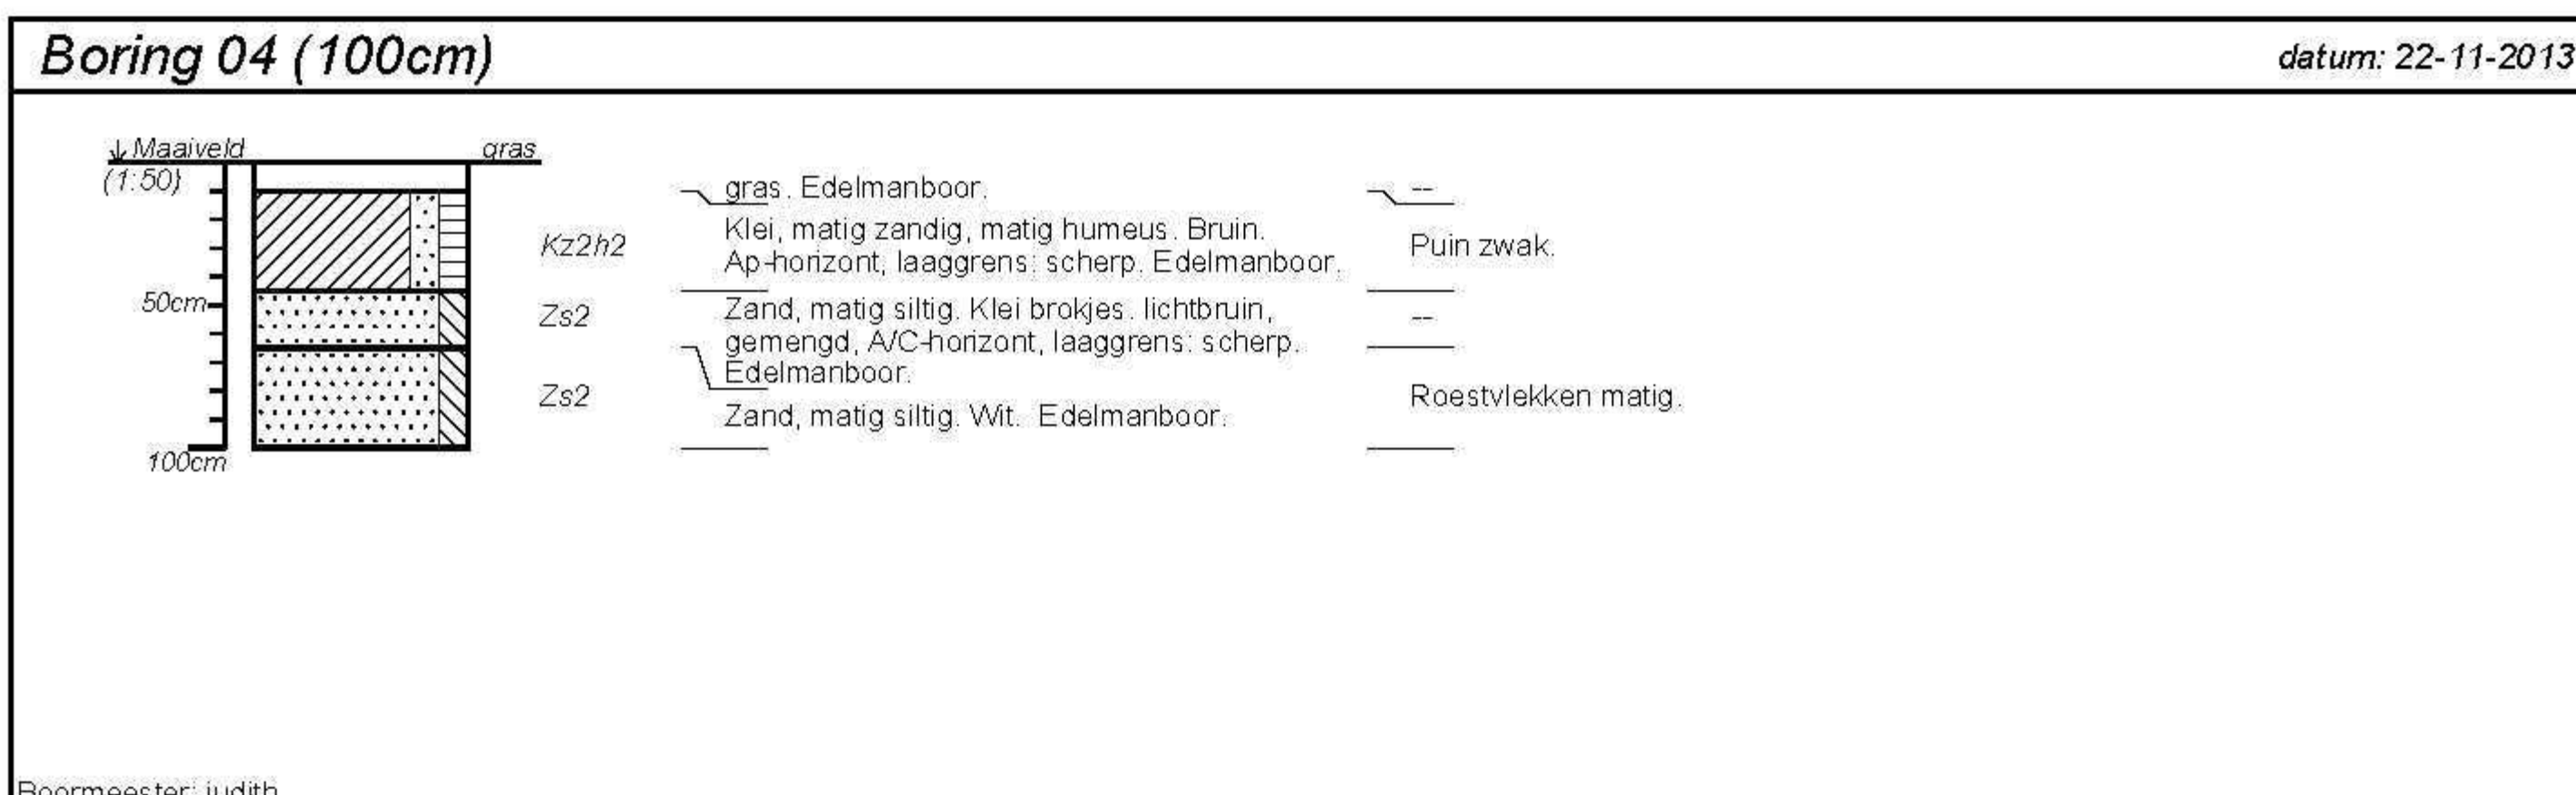 Boring 04 (100cm)
datum: 22-11-2013
↓ Maaiveld
gras
(1:50)
gras. Edelmanboor.
--
Kz2h2
Klei, matig zandig, matig humeus. Bruin.
Ap-horizont, laaggrens: scherp. Edelmanboor.
Puin zwak.
50cm
Zs2
Zand, matig siltig. Klei brokjes. lichtbruin,
gemengd, A/C-horizont, laaggrens: scherp.
Edelmanboor.
--
Zs2
Zand, matig siltig. Wit. Edelmanboor.
Roestvlekken matig.
100cm
Boormeester: judith